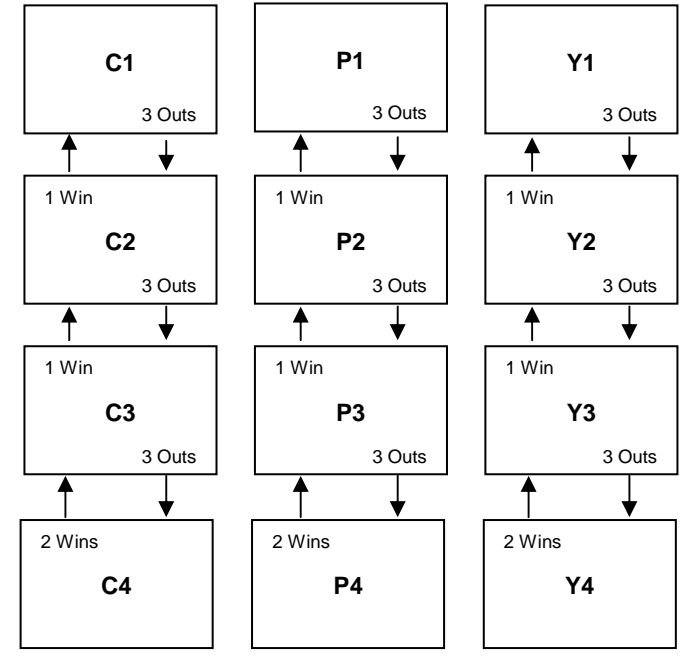 C1
3 Outs
P1
3 Outs
Y1
3 Outs
1 Win
C2
3 Outs
1 Win
P2
3 Outs
1 Win
Y2
3 Outs
1 Win
C3
3 Outs
1 Win
P3
3 Outs
1 Win
Y3
3 Outs
2 Wins
C4
2 Wins
P4
2 Wins
Y4